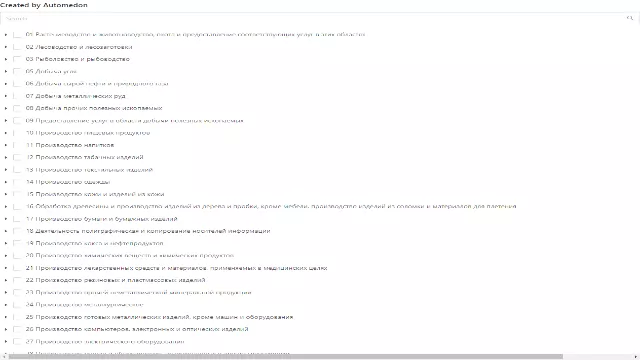 Created by Automedon
01 Растениеводство и животноводство, охота и предоставление соответствующих услуг в этих областях
02 Лесоводство и лесозаготовки
03 Рыболовство и рыбоводство
05 Добыча угля
06 Добыча сырой нефти и природного газа
07 Добыча металлических руд
08 Добыча прочих полезных ископаемых
09 Предоставление услуг в области добычи полезных ископаемых
10 Производство пищевых продуктов
11 Производство напитков
12 Производство табачных изделий
13 Производство текстильных изделий
14 Производство одежды
15 Производство кожи и изделий из кожи
16 Обработка древесины и производство изделий из дерева и пробки, кроме мебели, производство изделий из соломки и материалов для плетения
17 Производство бумаги и бумажных изделий
18 Деятельность полиграфическая и копирование носителей информации
19 Производство кокса и нефтепродуктов
20 Производство химических веществ и химических продуктов
21 Производство лекарственных средств и материалов, применяемых в медицинских целях
22 Производство резиновых и пластмассовых изделий
23 Производство прочей неметаллической минеральной продукции
24 Производство металлургическое
25 Производство готовых металлических изделий, кроме машин и оборудования
26 Производство компьютеров, электронных и оптических изделий
27 Производство электрического оборудования